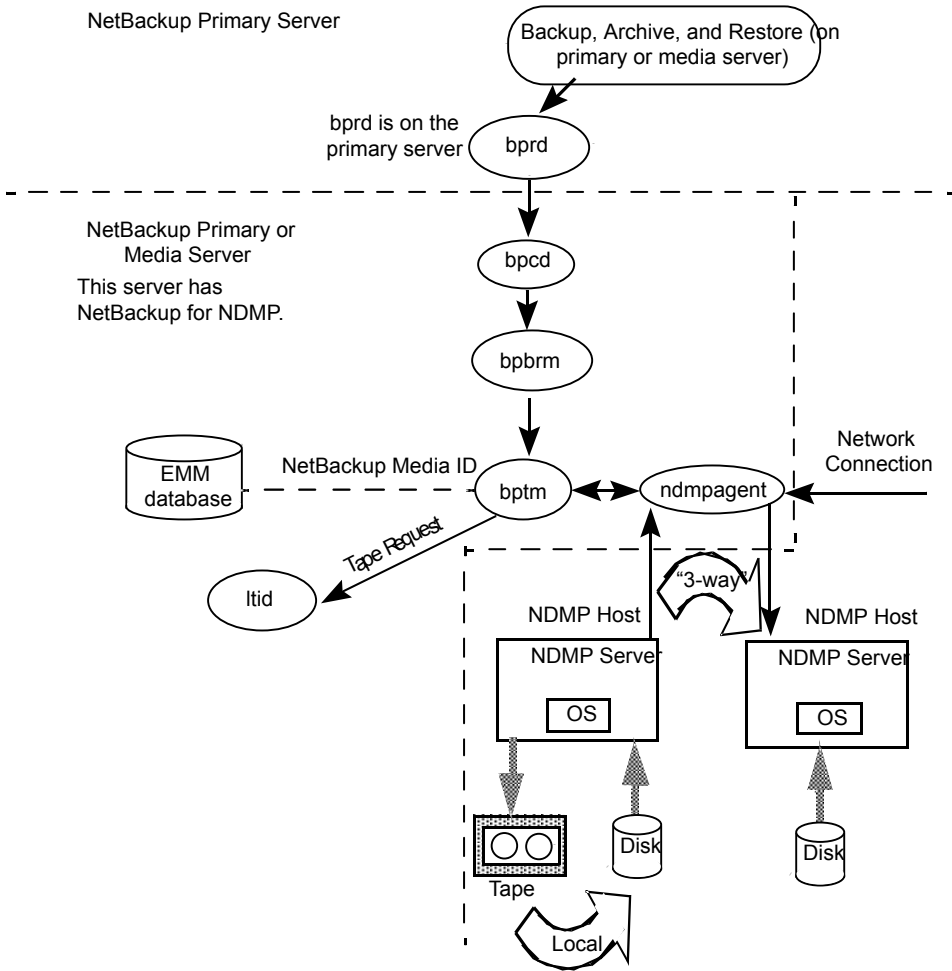 NetBackup Primary Server
Backup, Archive, and Restore (on
primary or media server)
bprd is on the
primary server
bprd
NetBackup Primary or
Media Server
This server has
NetBackup for NDMP.
bpcd
bpbrm
Network
Connection
EMM
database
NetBackup Media ID
bptm
ndmpagent
Tape Request
ltid
"3-way"
NDMP Host
NDMP Host
NDMP Server
NDMP Server
OS
OS
Disk
Disk
Tape
Local